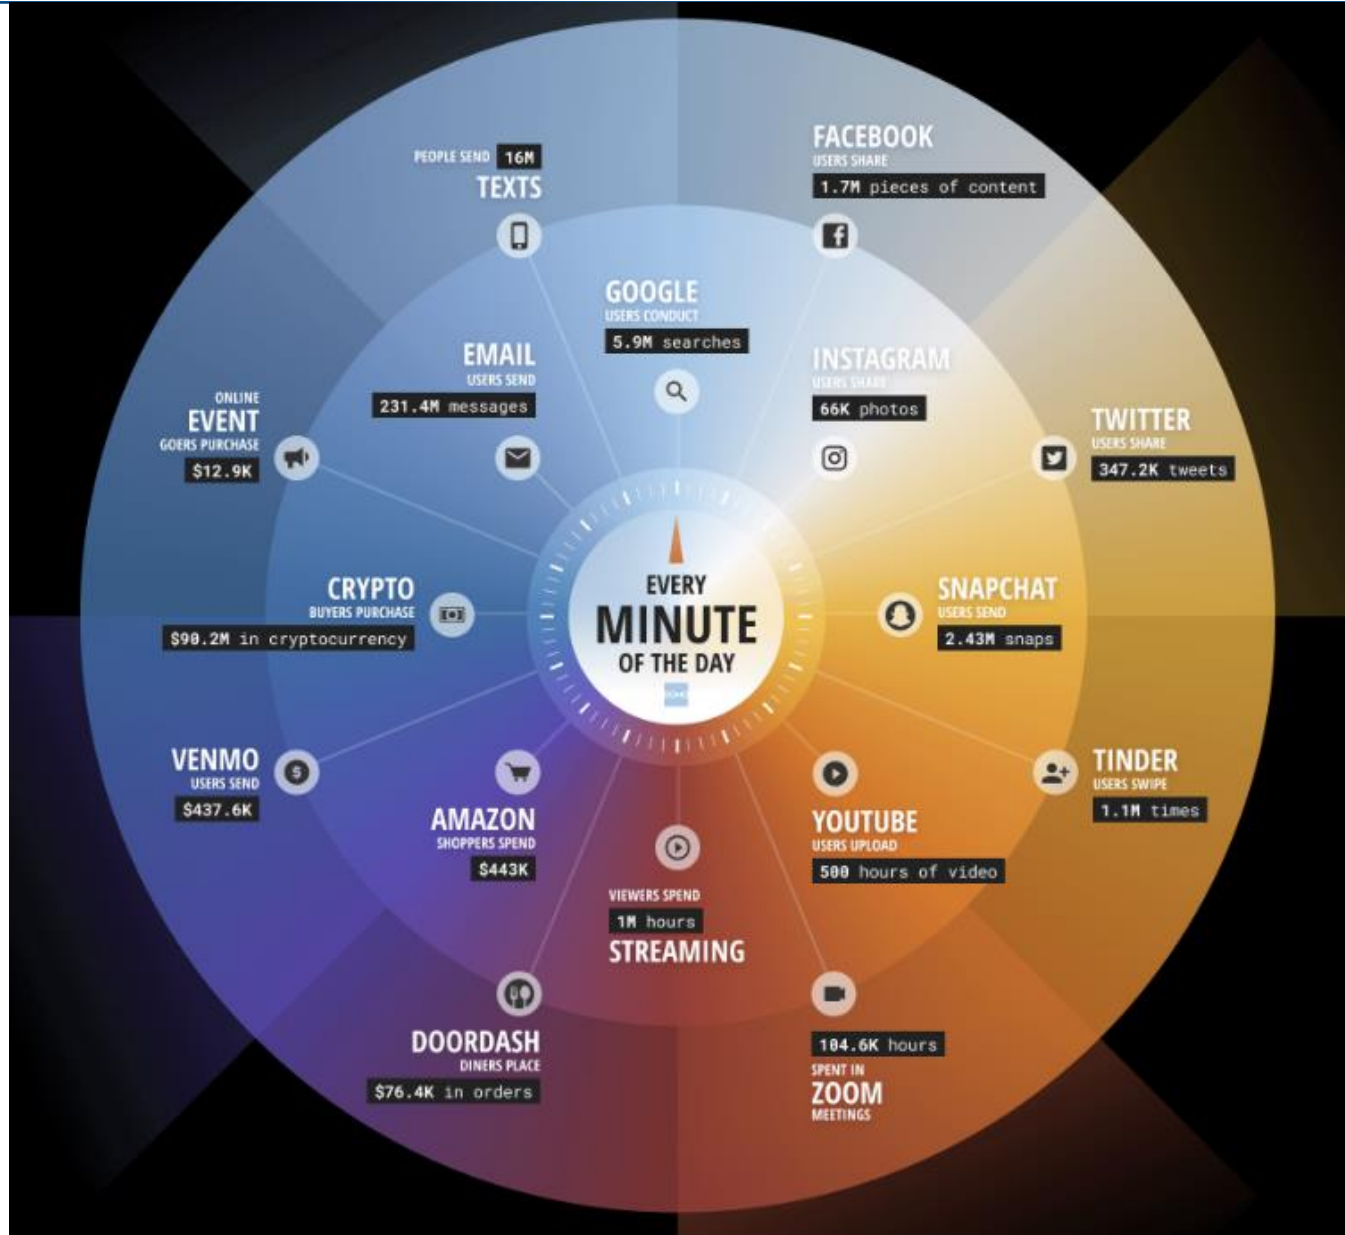 PEOPLE SEND 16M
TEXTS
FACEBOOK
USERS SHARE
1.7M pieces of content
GOOGLE
USERS CONDUCT
5.9M searches
EMAIL
USERS SEND
231.4M messages
INSTAGRAM
USERS SHARE
66K photos
ONLINE
EVENT
GOERS PURCHASE
$12.9K
TWITTER
USERS SHARE
347.2K tweets
EVERY
MINUTE
OF THE DAY
DOMO
CRYPTO
BUYERS PURCHASE
$90.2M in cryptocurrency
SNAPCHAT
USERS SEND
2.43M snaps
VENMO
USERS SEND
$437.6K
AMAZON
SHOPPERS SPEND
$443K
VIEWERS SPEND
1M hours
STREAMING
YOUTUBE
USERS UPLOAD
500 hours of video
TINDER
USERS SWIPE
1.1M times
DOORDASH
DINERS PLACE
$76.4K in orders
104.6K hours
SPENT IN
ZOOM
MEETINGS